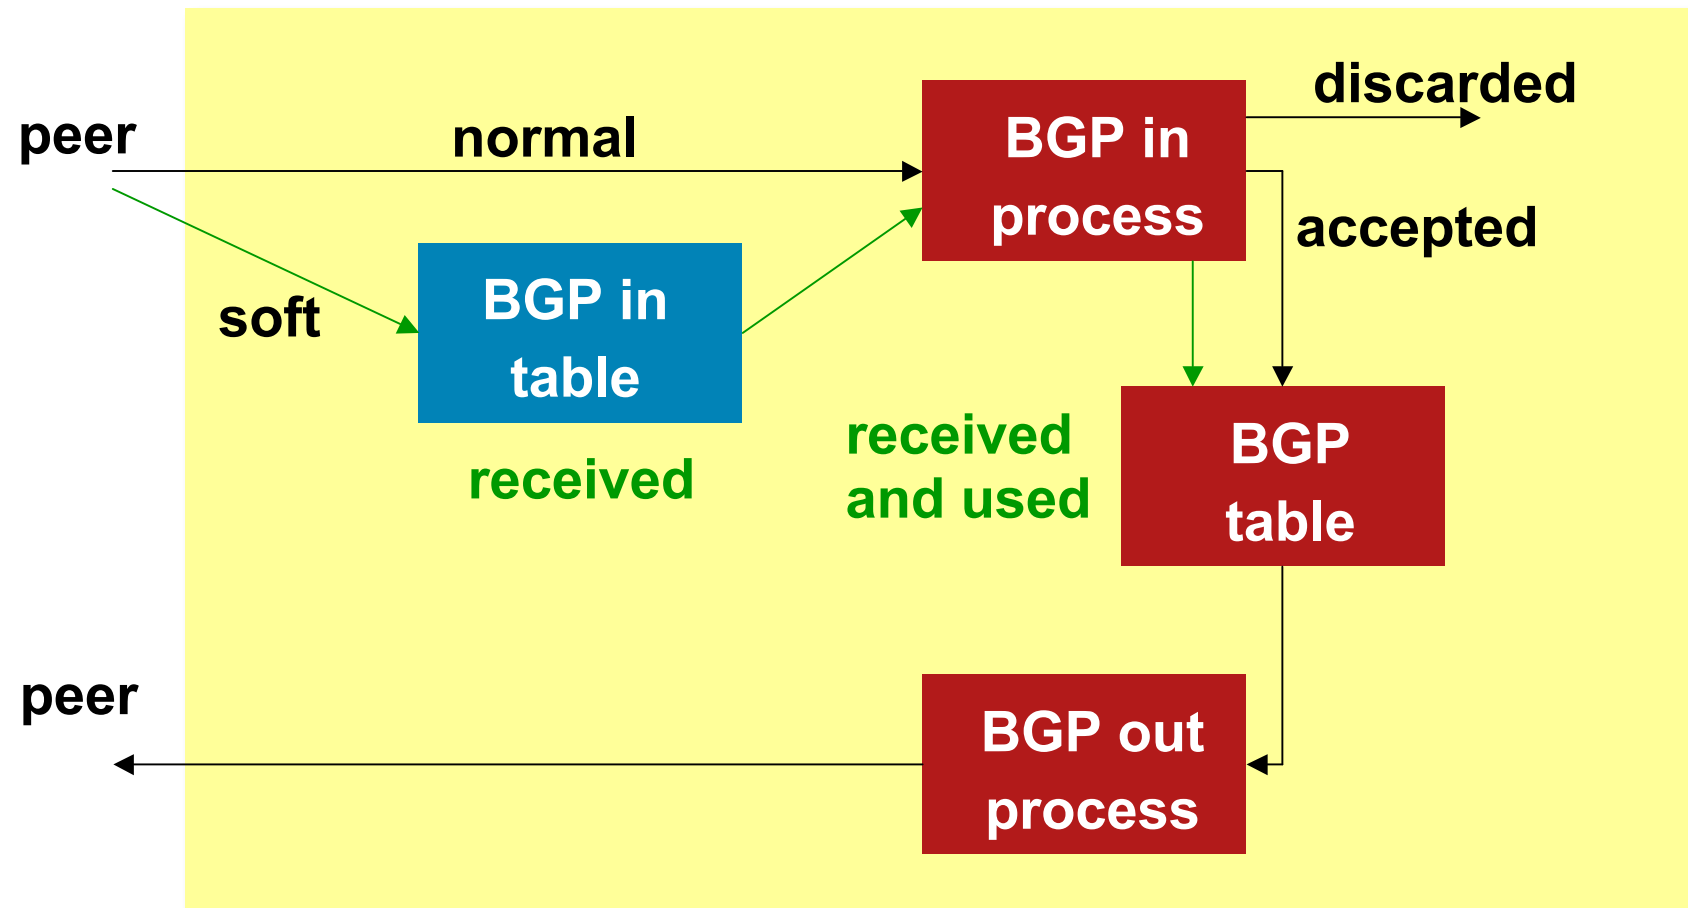 discarded
peer
normal
BGP in
process
accepted
soft
BGP in
table
received
received
and used
BGP
table
peer
BGP out
process